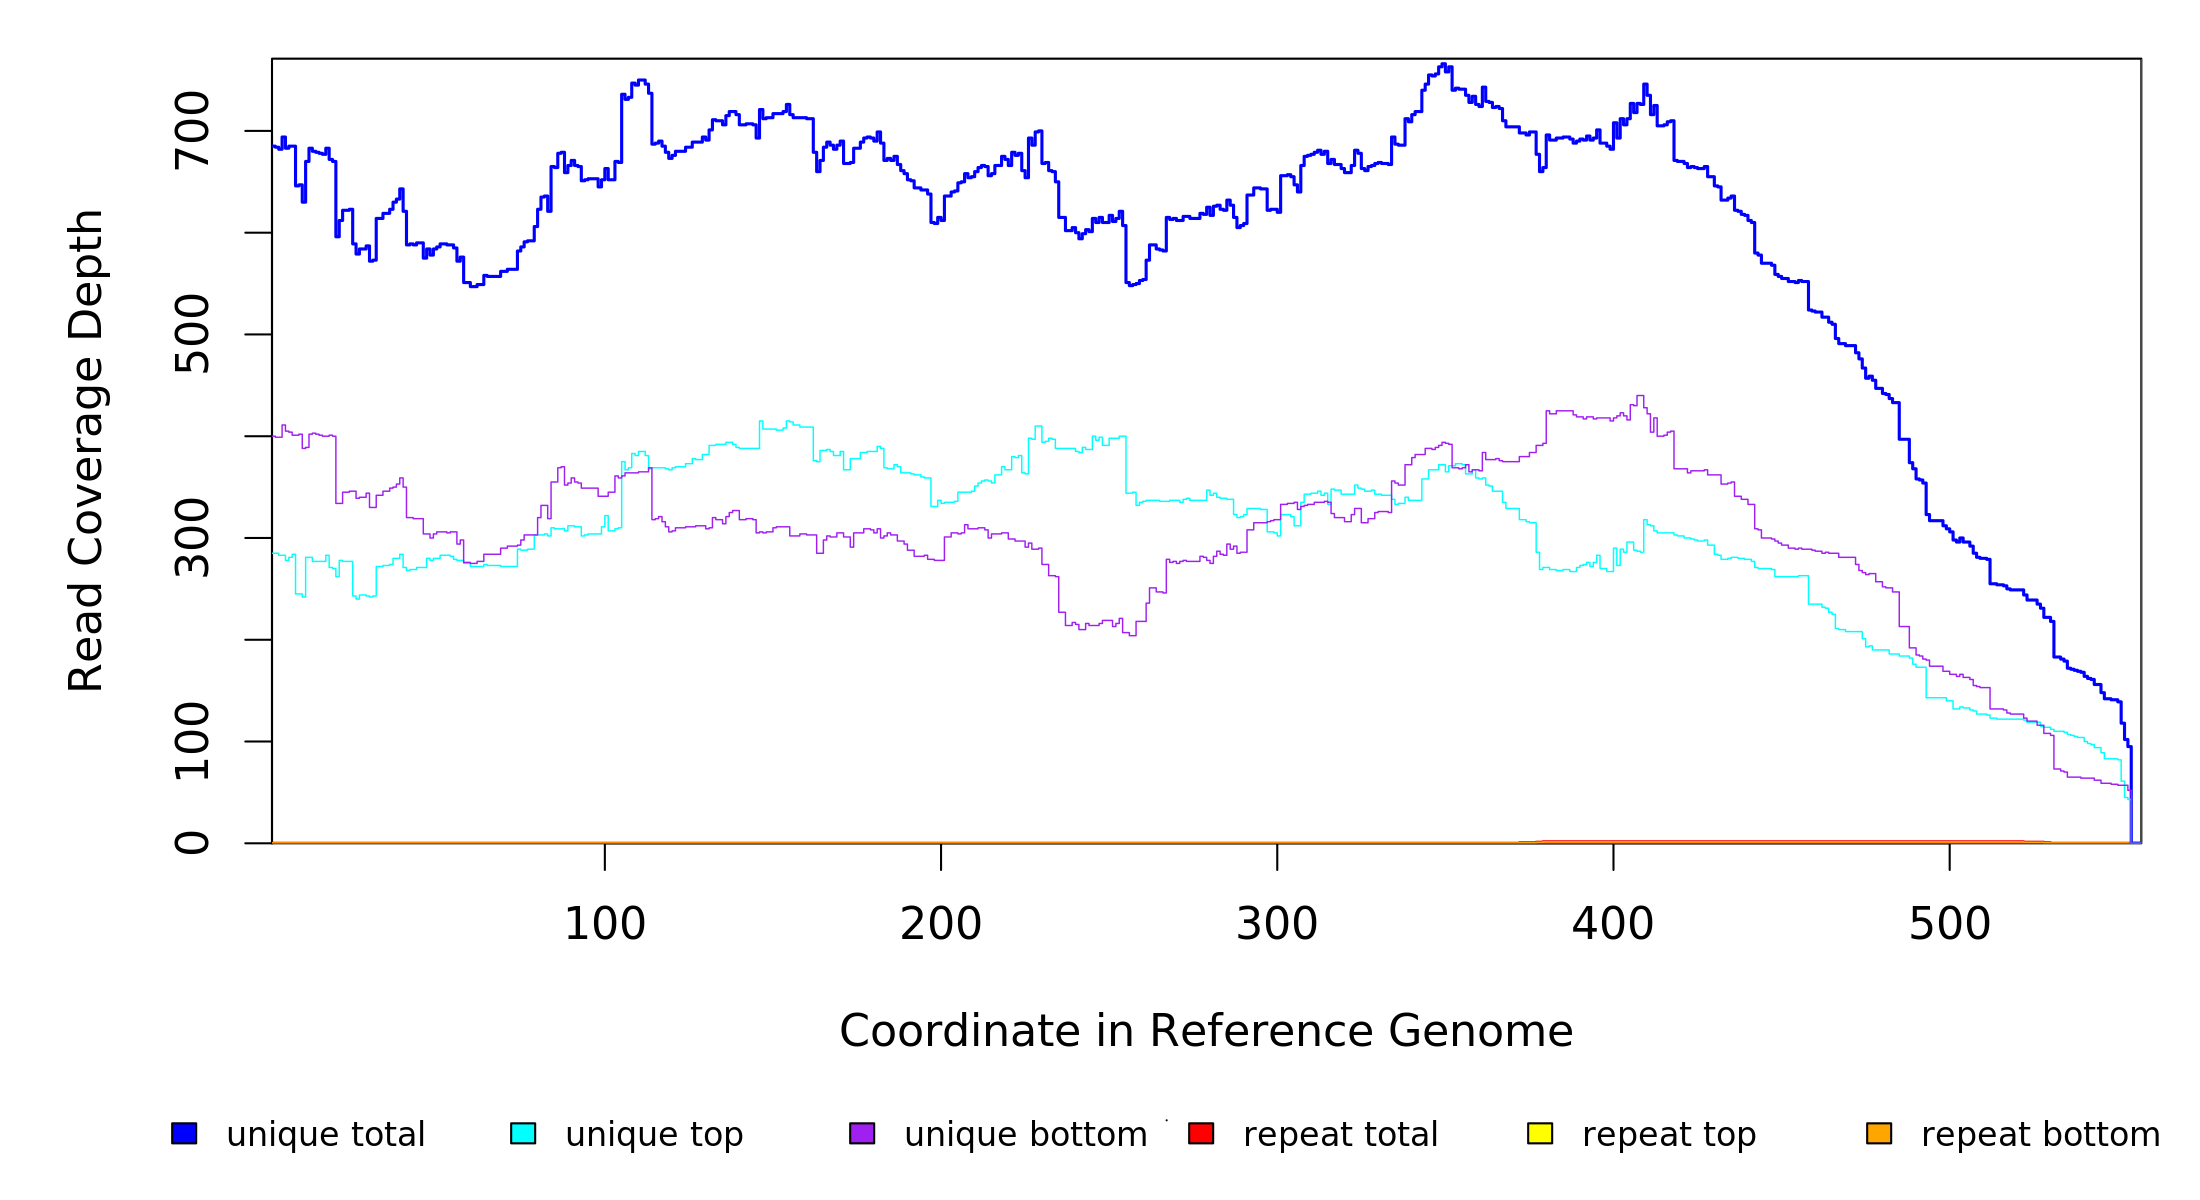 Read Coverage Depth
700
500
300
100
0
100 200 300 400 500
Coordinate in Reference Genome
unique total unique top unique bottom repeat total repeat top repeat bottom